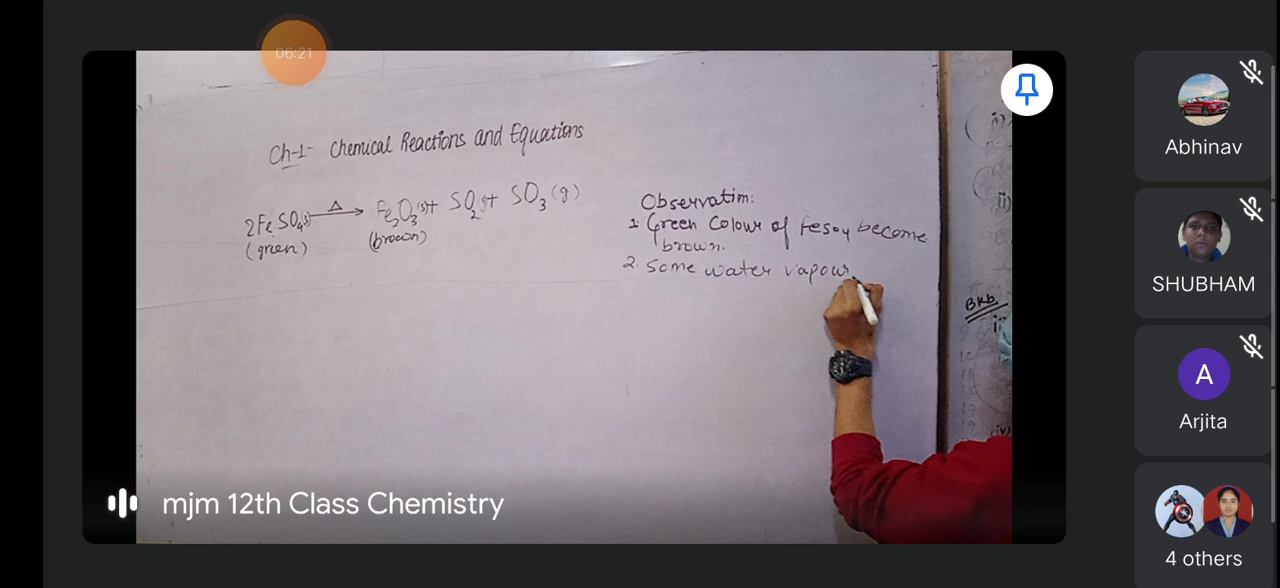 06:21
Ch-1- Chemical Reactions and Equations
2FeSO₄(s) —Δ→ Fe₂O₃(s)+ SO₂(g)+ SO₃(g)
(green) (brown)
Observation:
1. Green Colour of Feso4 become
brown.
2. Some water vapour
BKb
mjm 12th Class Chemistry
Abhinav
SHUBHAM
A
Arjita
4 others